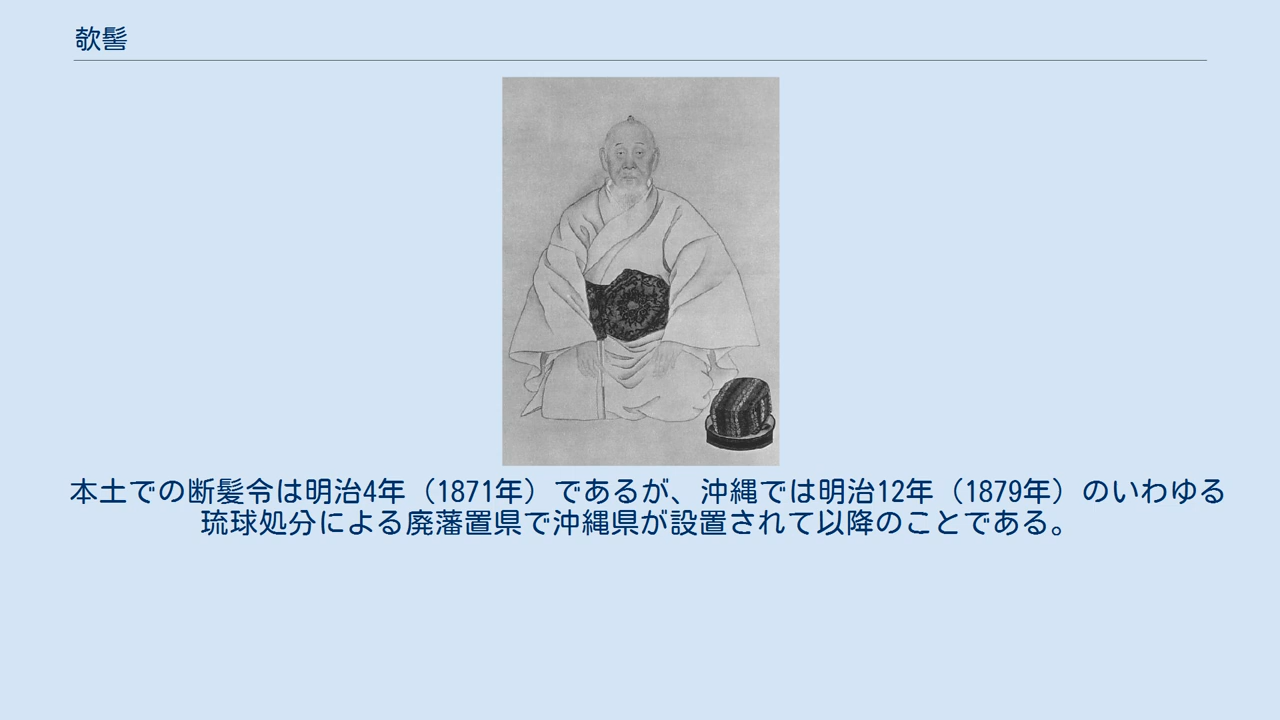 欹髻
本土での断髪令は明治4年（1871年）であるが、沖縄では明治12年（1879年）のいわゆる
琉球処分による廃藩置県で沖縄県が設置されて以降のことである。